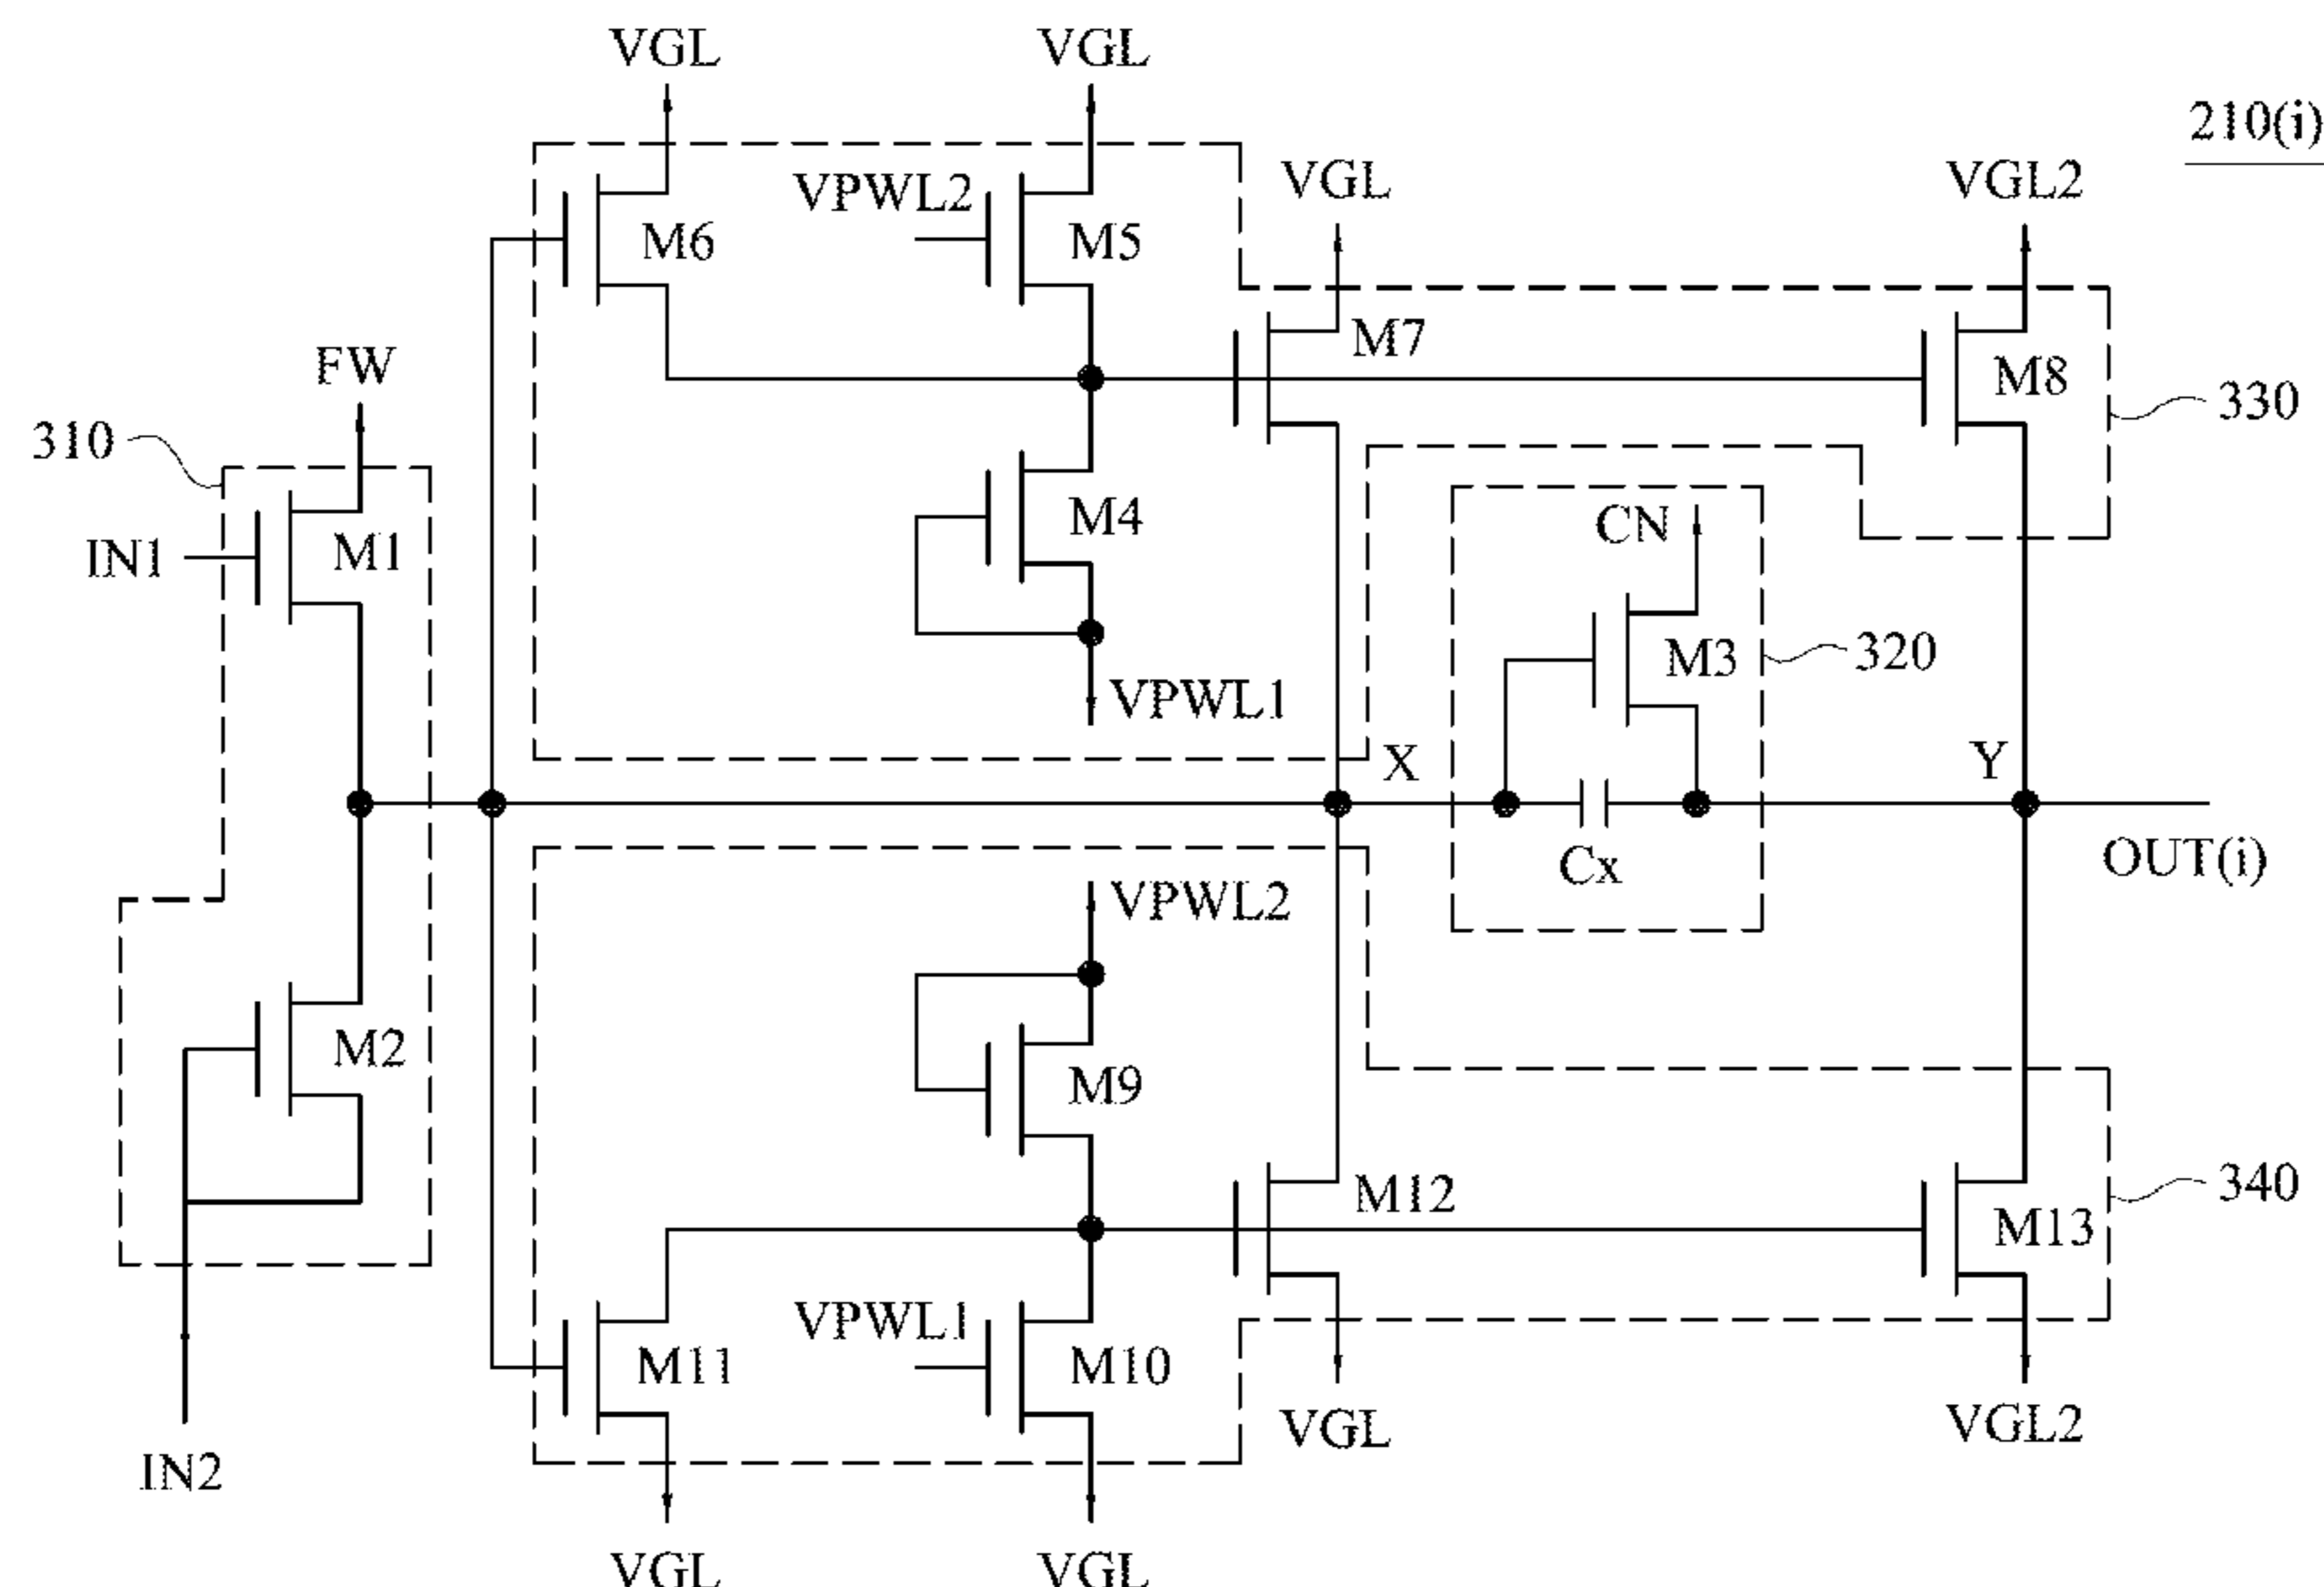 VGL
VGL
210(i)
VPWL2
VGL
VGL2
M6
M5
M7
FW
M8
330
310
CN
IN1
M1
M4
M3
320
VPWL1
X
Y
Cx
OUT(i)
VPWL2
M2
M9
M12
340
M13
VPWL1
M11
M10
VGL
VGL2
IN2
VGL
VGL